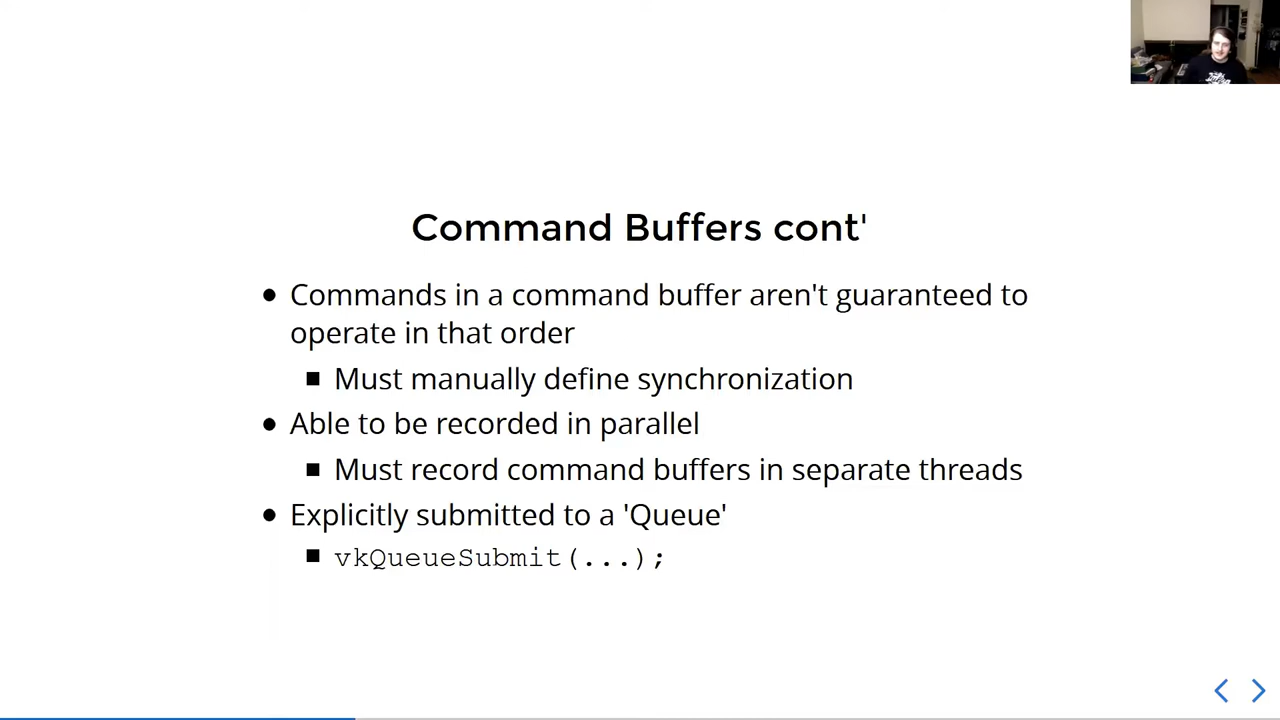 Command Buffers cont'
● Commands in a command buffer aren't guaranteed to
operate in that order
■ Must manually define synchronization
● Able to be recorded in parallel
■ Must record command buffers in separate threads
● Explicitly submitted to a 'Queue'
■ vkQueueSubmit(...);